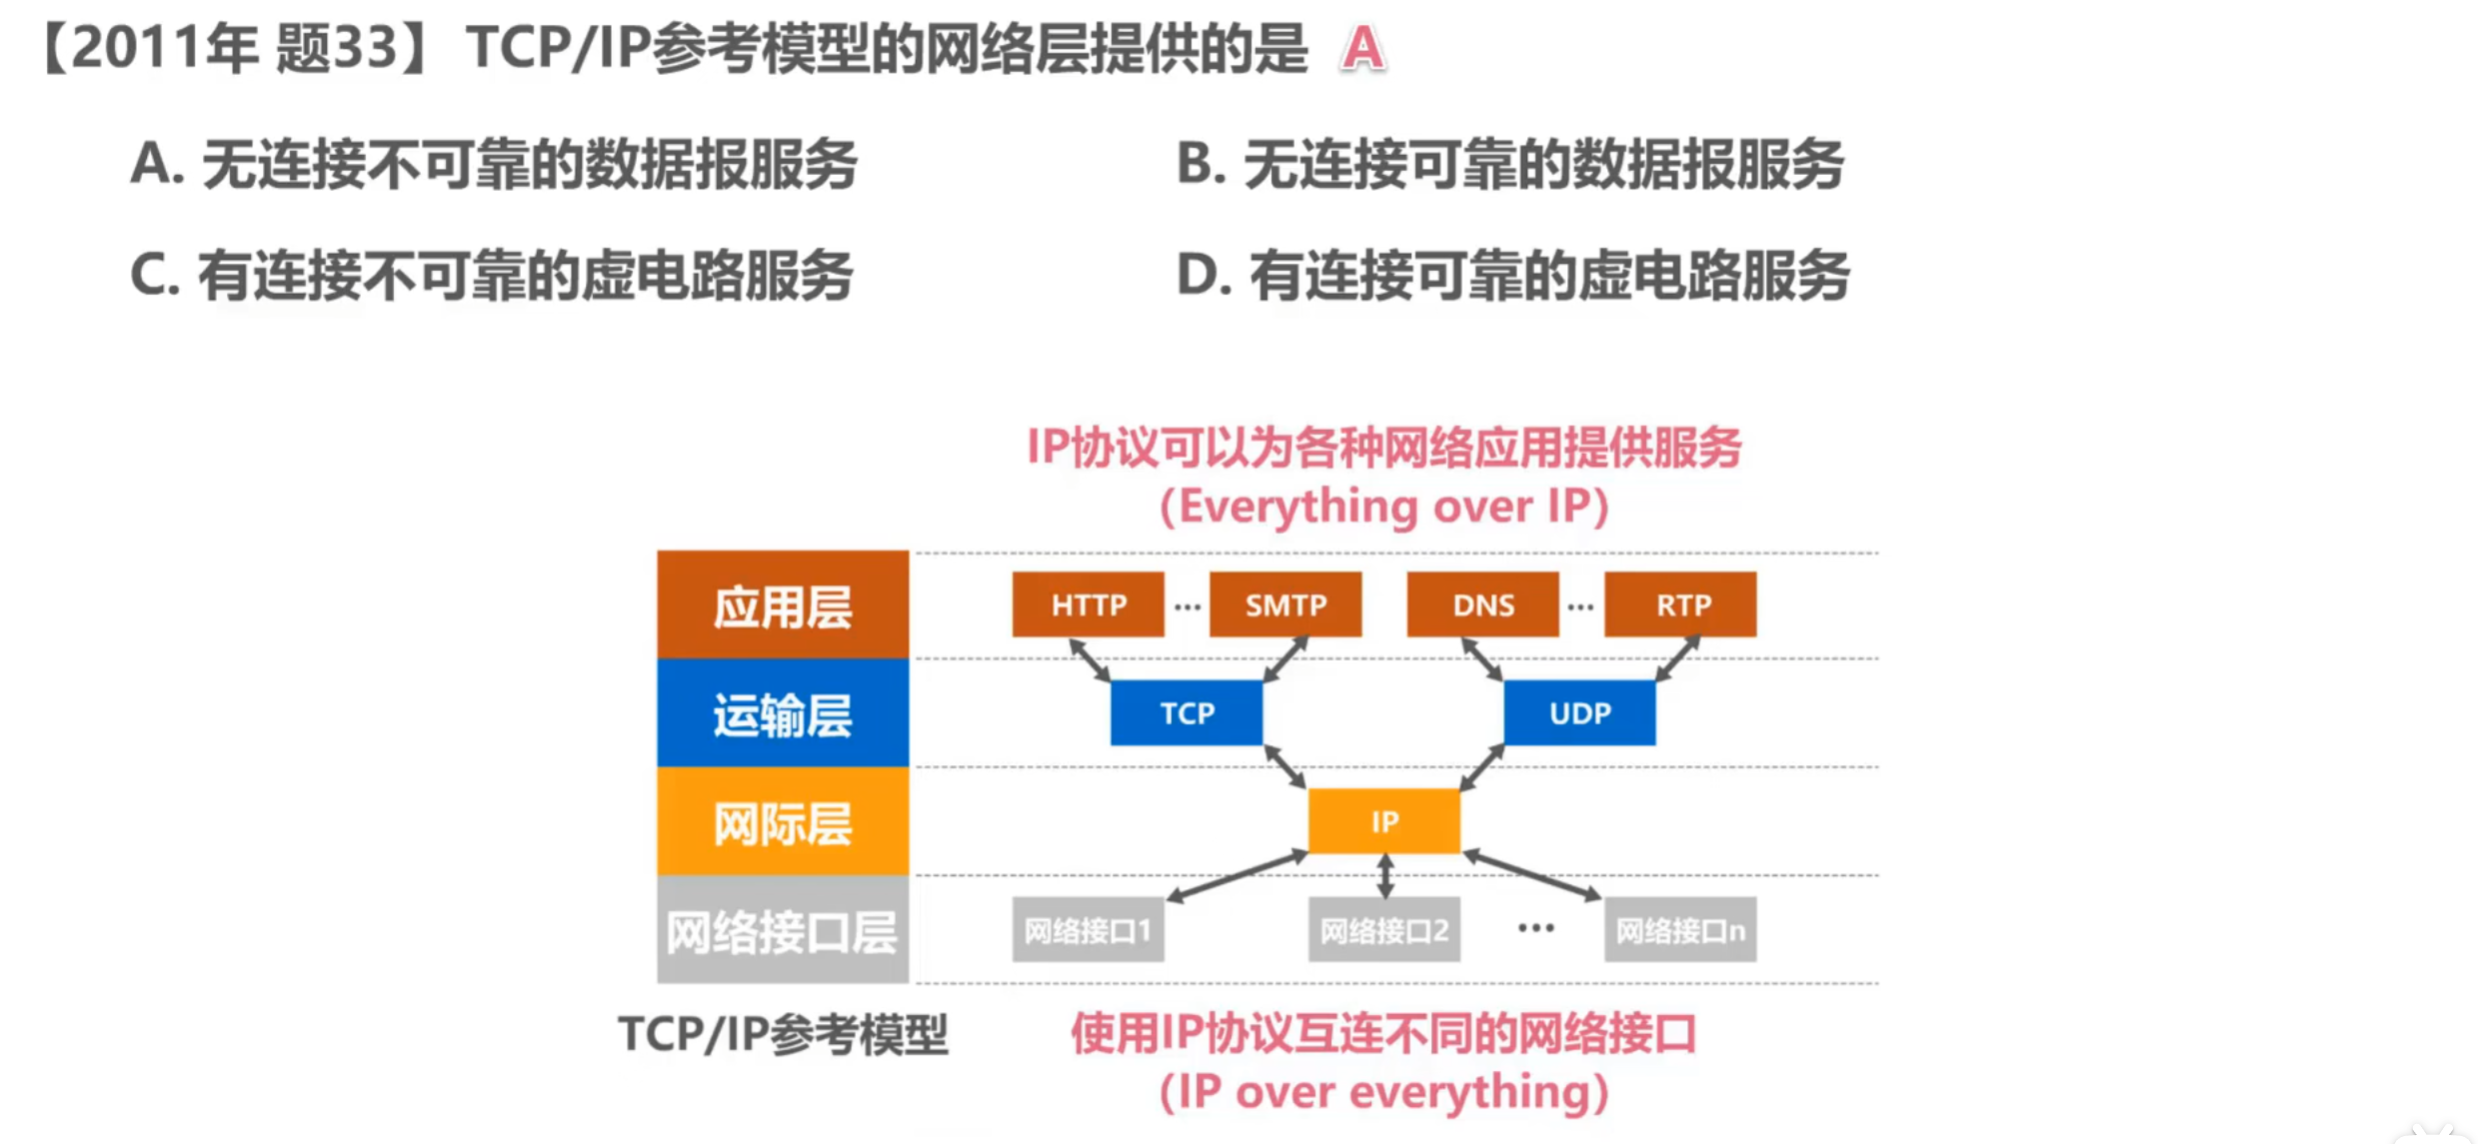 【2011年 题33】 TCP/IP参考模型的网络层提供的是 A
A. 无连接不可靠的数据报服务
B. 无连接可靠的数据报服务
C. 有连接不可靠的虚电路服务
D. 有连接可靠的虚电路服务
IP协议可以为各种网络应用提供服务
(Everything over IP)
应用层
HTTP ... SMTP DNS ... RTP
运输层
TCP UDP
网际层
IP
网络接口层
网络接口1 网络接口2 ... 网络接口n
TCP/IP参考模型
使用IP协议互连不同的网络接口
(IP over everything)